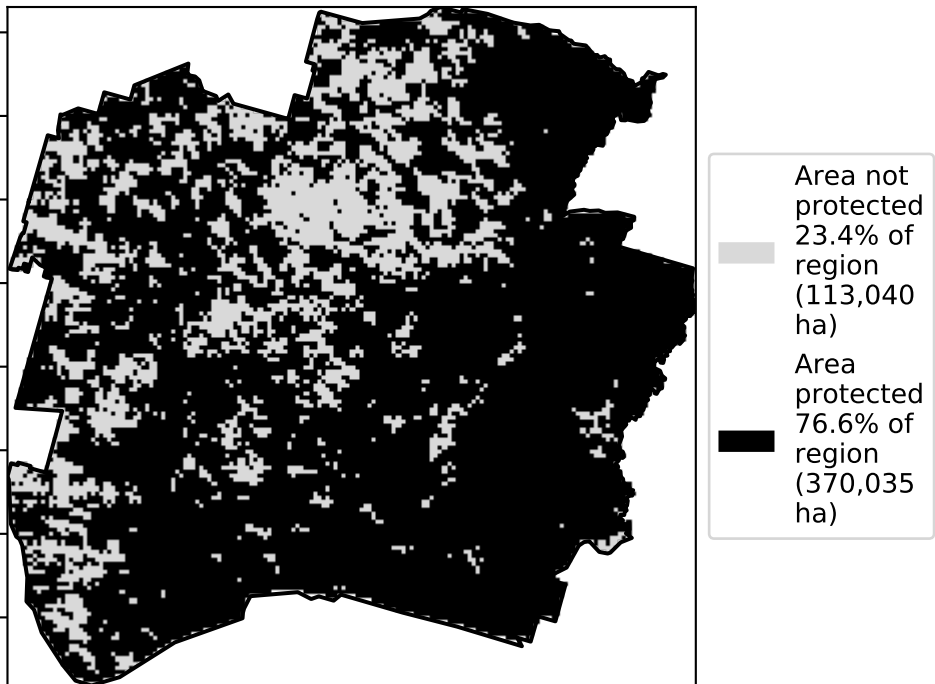 Area not
protected
23.4% of
region
(113,040
ha)
Area
protected
76.6% of
region
(370,035
ha)